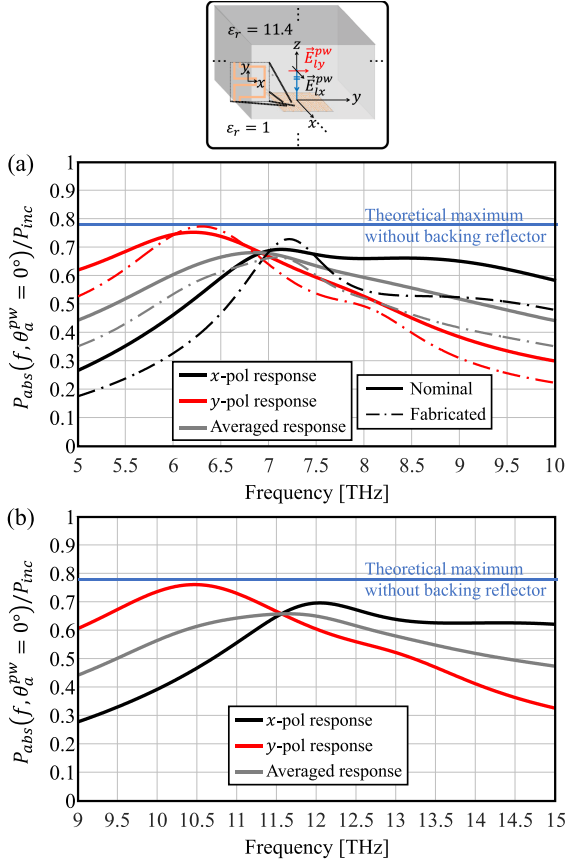 εᵣ = 11.4
z
E⃗ₗᵧᵖʷ
E⃗ₗₓᵖʷ
y
x
y
x
εᵣ = 1
(a)
Theoretical maximum
without backing reflector
P_abs(f, θ_a^pw = 0°)/P_inc
1
0.9
0.8
0.7
0.6
0.5
0.4
0.3
0.2
0.1
0
x-pol response
y-pol response
Averaged response
Nominal
Fabricated
5 5.5 6 6.5 7 7.5 8 8.5 9 9.5 10
Frequency [THz]
(b)
Theoretical maximum
without backing reflector
P_abs(f, θ_a^pw = 0°)/P_inc
1
0.9
0.8
0.7
0.6
0.5
0.4
0.3
0.2
0.1
0
x-pol response
y-pol response
Averaged response
9 9.5 10 10.5 11 11.5 12 12.5 13 13.5 14 14.5 15
Frequency [THz]